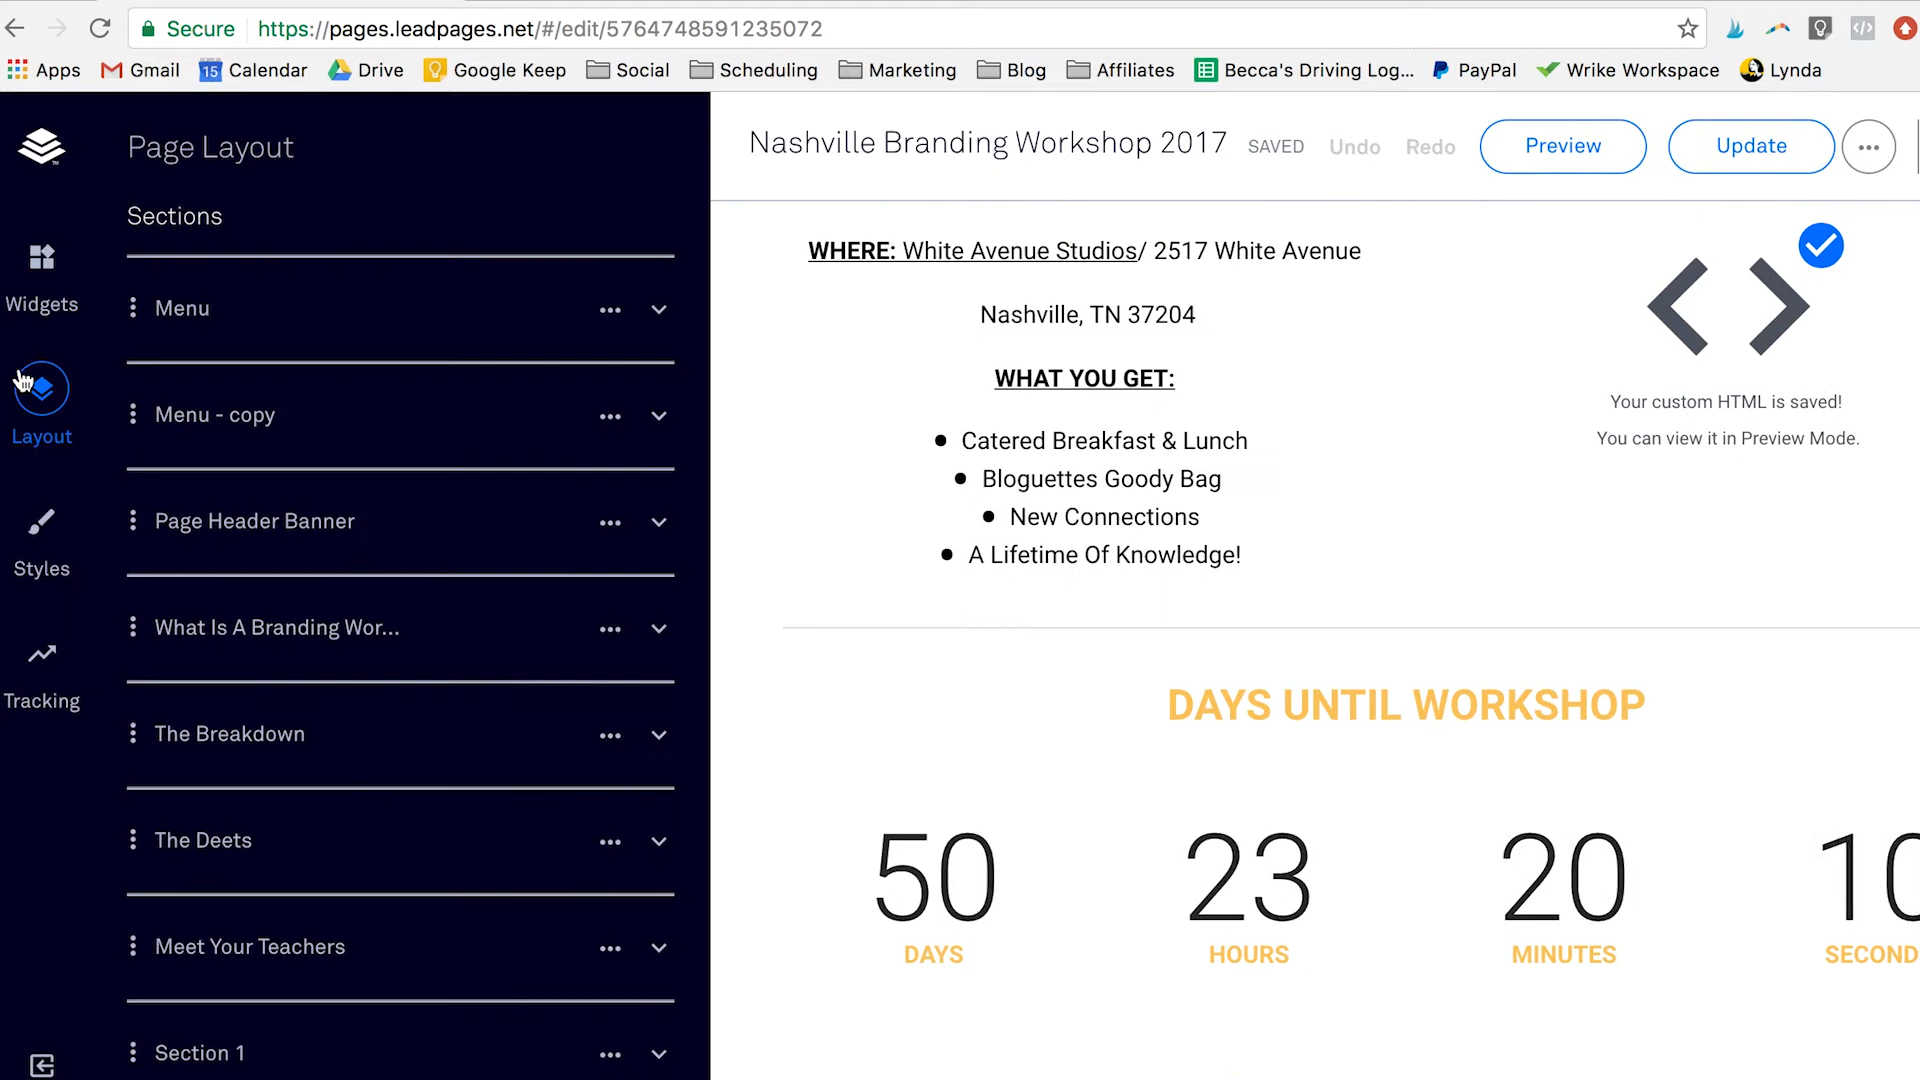 Secure https://pages.leadpages.net/#/edit/5764748591235072
Apps Gmail 15 Calendar Drive Google Keep Social Scheduling Marketing Blog Affiliates Becca's Driving Log... PayPal Wrike Workspace Lynda
Page Layout
Nashville Branding Workshop 2017 SAVED Undo Redo Preview Update
Sections
Widgets
Layout
Styles
Tracking
Menu
Menu - copy
Page Header Banner
What Is A Branding Wor...
The Breakdown
The Deets
Meet Your Teachers
Section 1
WHERE: White Avenue Studios/ 2517 White Avenue
Nashville, TN 37204
WHAT YOU GET:
• Catered Breakfast & Lunch
• Bloguettes Goody Bag
• New Connections
• A Lifetime Of Knowledge!
Your custom HTML is saved!
You can view it in Preview Mode.
DAYS UNTIL WORKSHOP
50 23 20 10
DAYS HOURS MINUTES SECOND